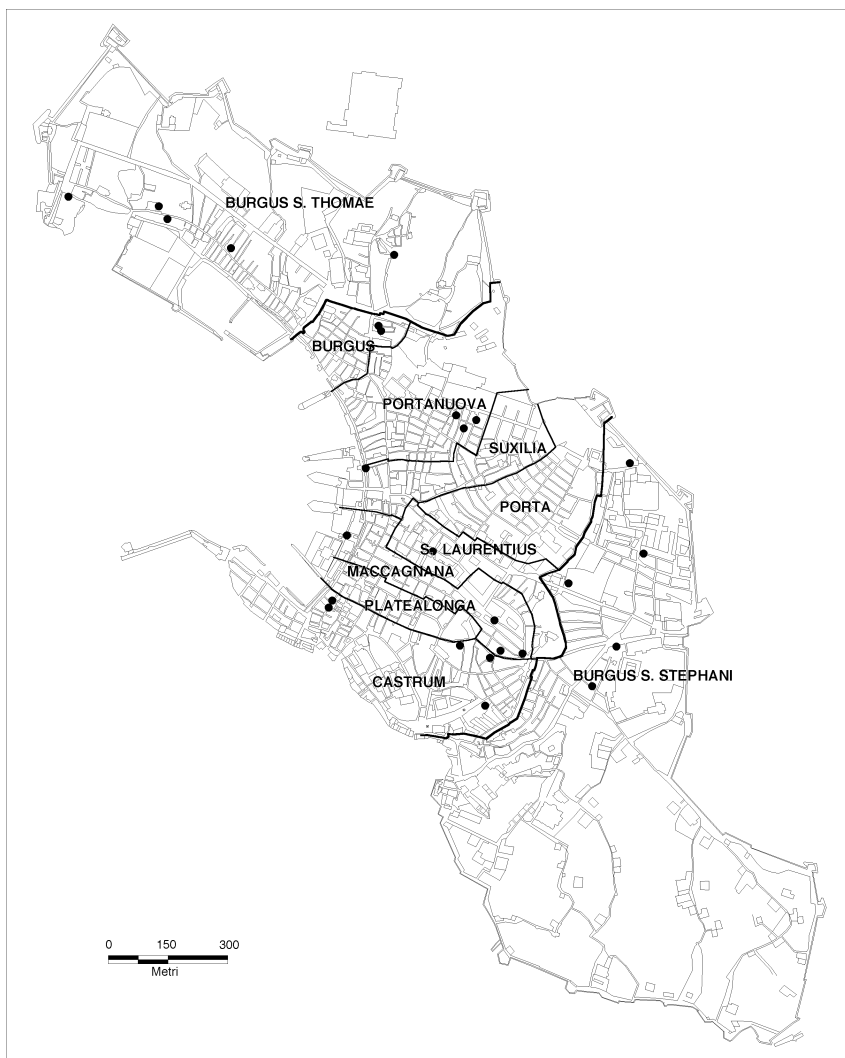 BURGUS S. THOMAE
BURGUS
PORTANUOVA
SUXILIA
PORTA
S. LAURENTIUS
MACCAGNANA
PLATEALONGA
CASTRUM
BURGUS S. STEPHANI
0 150 300
Metri